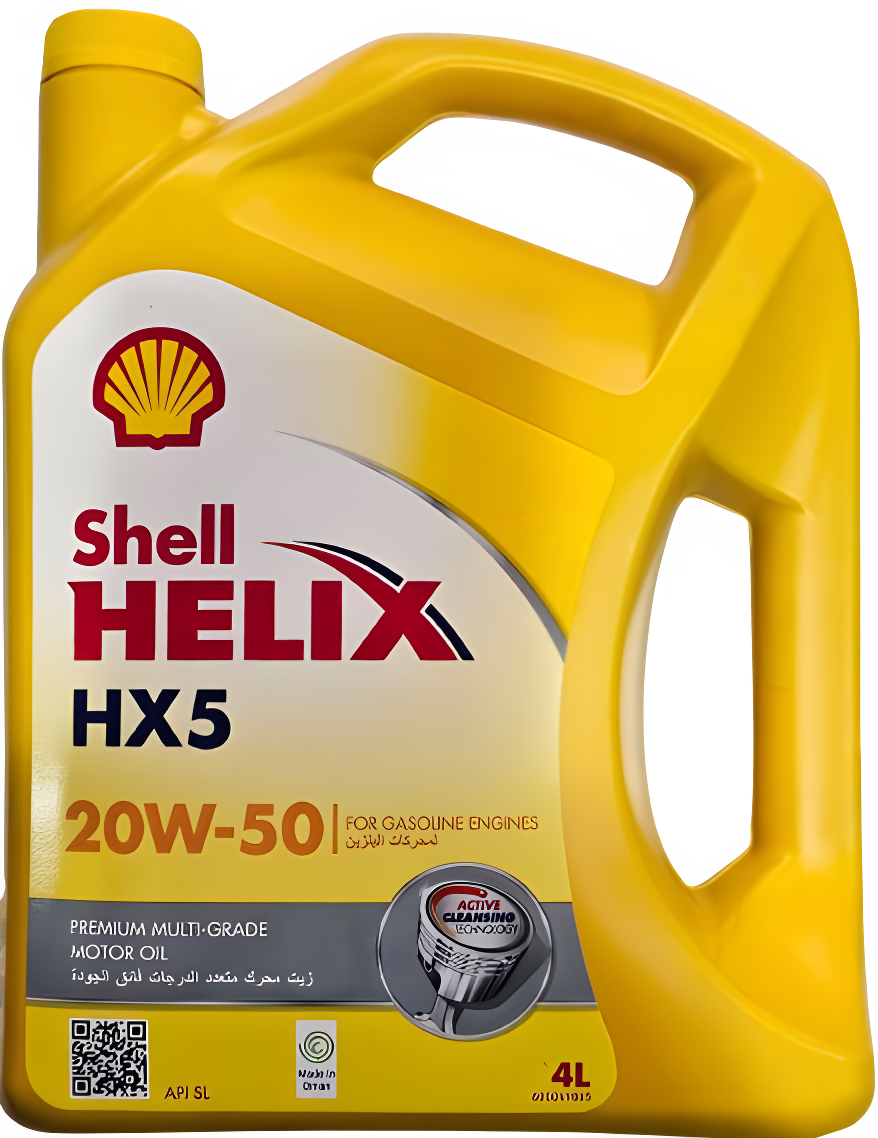 Shell
HELIX
HX5
20W-50
FOR GASOLINE ENGINES
لمحركات البنزين
ACTIVE
CLEANSING
TECHNOLOGY
PREMIUM MULTI-GRADE
MOTOR OIL
زيت محرك متعدد الدرجات فائق الجودة
API SL
Made in
Oman
4L